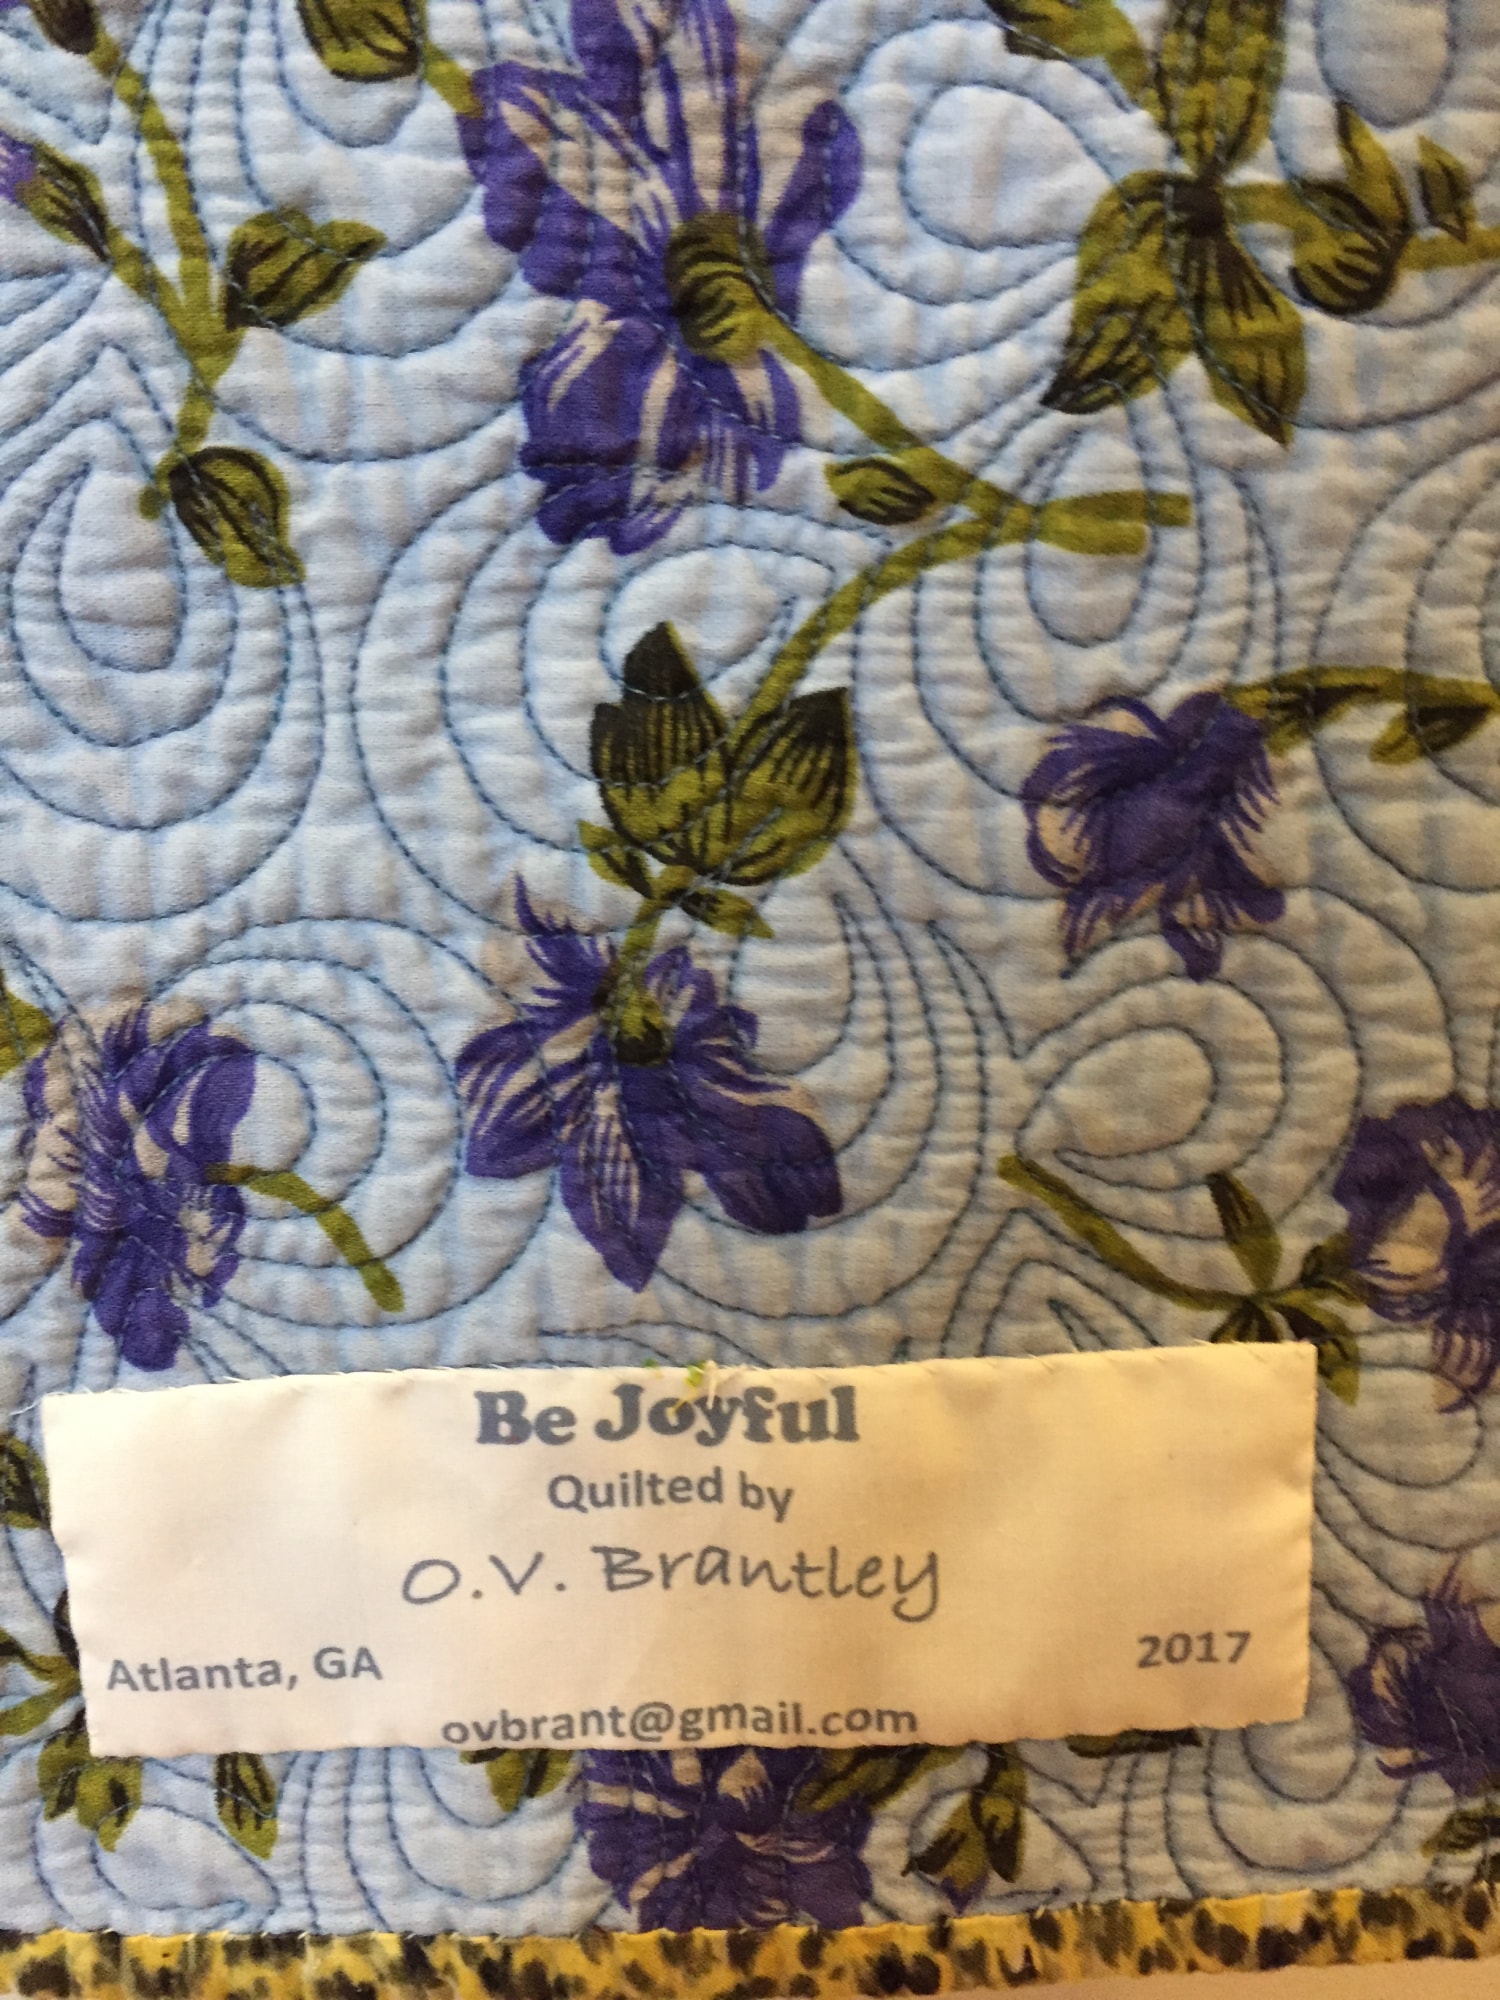 Be Joyful
Quilted by
O.V. Brantley
Atlanta, GA 2017
ovbrant@gmail.com